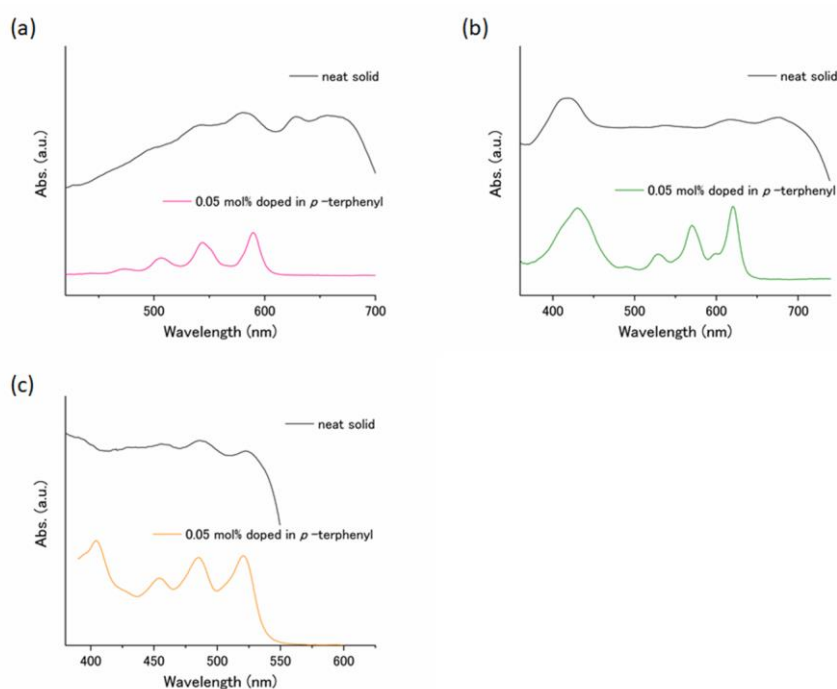 (a)
neat solid
0.05 mol% doped in p -terphenyl
Abs. (a.u.)
500
600
700
Wavelength (nm)
(b)
neat solid
0.05 mol% doped in p -terphenyl
Abs. (a.u.)
400
500
600
700
Wavelength (nm)
(c)
neat solid
0.05 mol% doped in p -terphenyl
Abs. (a.u.)
400
450
500
550
600
Wavelength (nm)